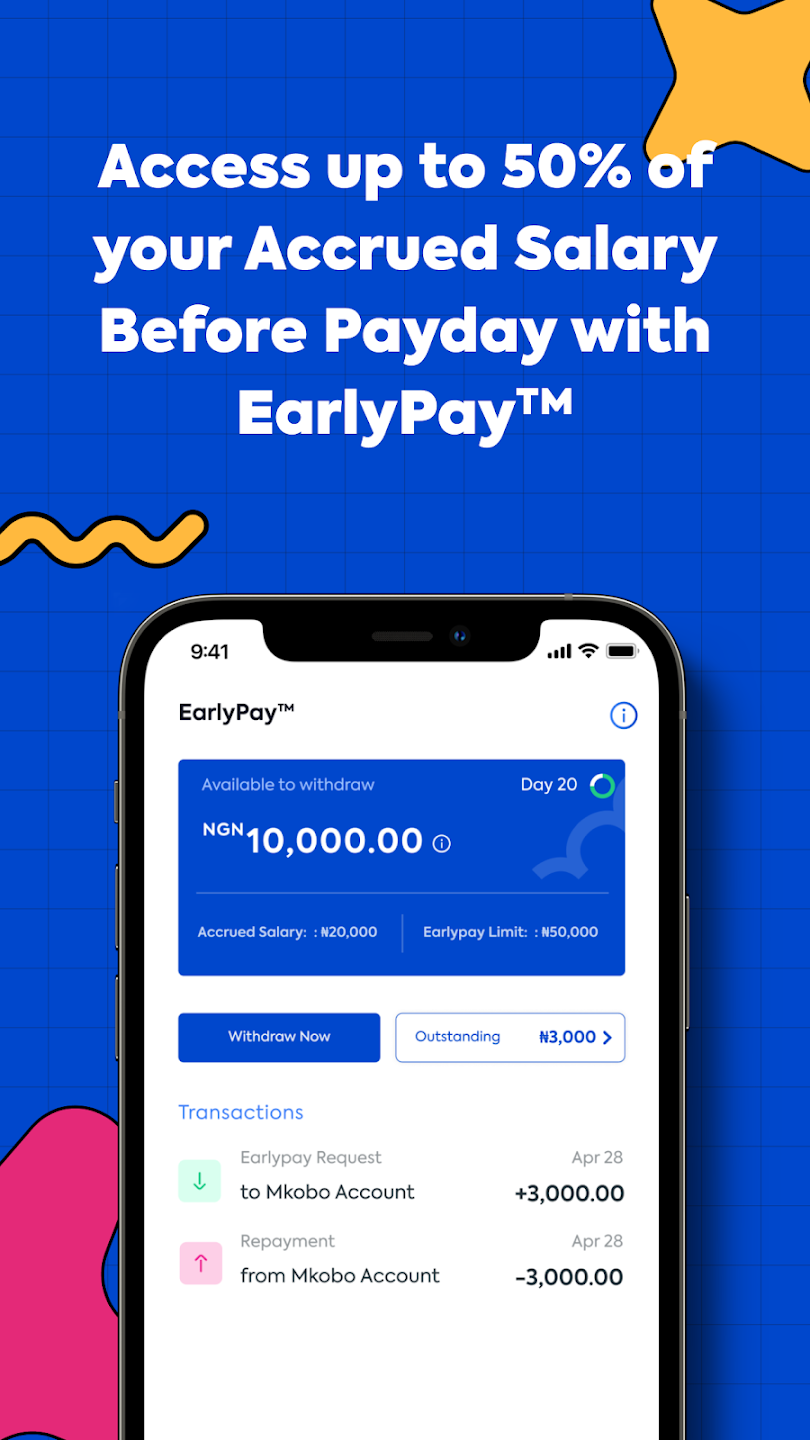 Access up to 50% of
your Accrued Salary
Before Payday with
EarlyPay™
9:41
EarlyPay™
Available to withdraw Day 20
NGN10,000.00
Accrued Salary: : ₦20,000 Earlypay Limit: : ₦50,000
Withdraw Now Outstanding ₦3,000
Transactions
Earlypay Request Apr 28
to Mkobo Account +3,000.00
Repayment Apr 28
from Mkobo Account -3,000.00